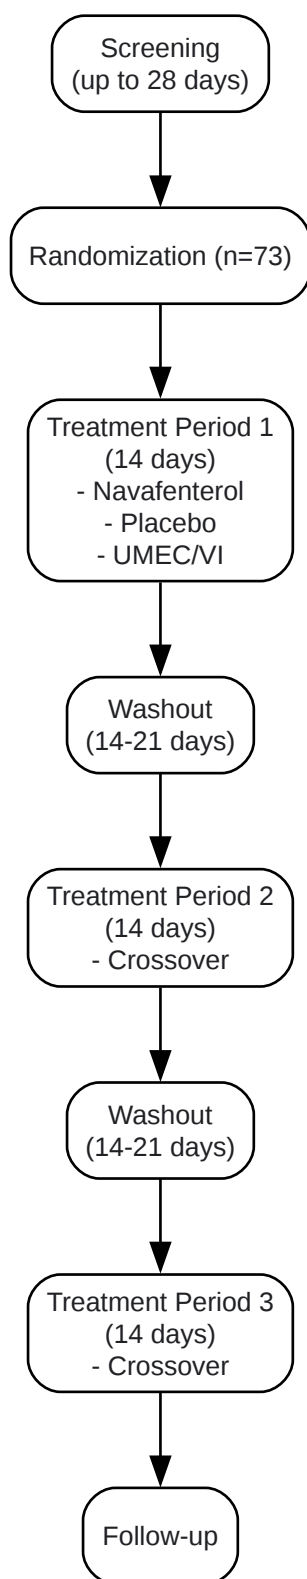 Screening
(up to 28 days)
Randomization (n=73)
Treatment Period 1
(14 days)
- Navafenterol
- Placebo
- UMEC/VI
Washout
(14-21 days)
Treatment Period 2
(14 days)
- Crossover
Washout
(14-21 days)
Treatment Period 3
(14 days)
- Crossover
Follow-up